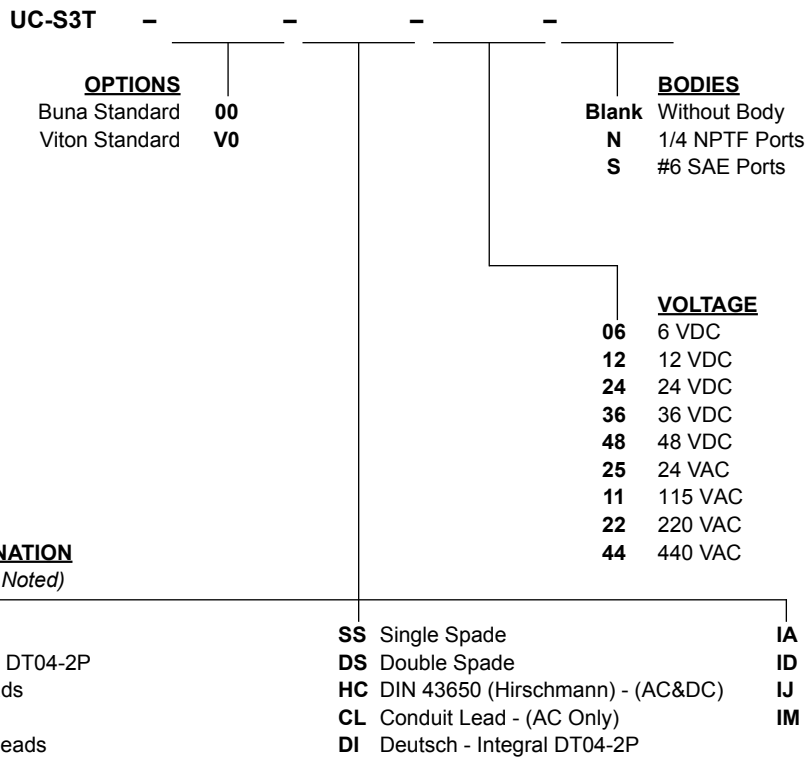 UC-S3T – – – –
OPTIONS
Buna Standard 00
Viton Standard V0
BODIES
Blank Without Body
N 1/4 NPTF Ports
S #6 SAE Ports
VOLTAGE
06 6 VDC
12 12 VDC
24 24 VDC
36 36 VDC
48 48 VDC
25 24 VAC
11 115 VAC
22 220 VAC
44 440 VAC
NATION
Noted)
SS Single Spade IA
DT04-2P DS Double Spade ID
ds HC DIN 43650 (Hirschmann) - (AC&DC) IJ
CL Conduit Lead - (AC Only) IM
eads DI Deutsch - Integral DT04-2P